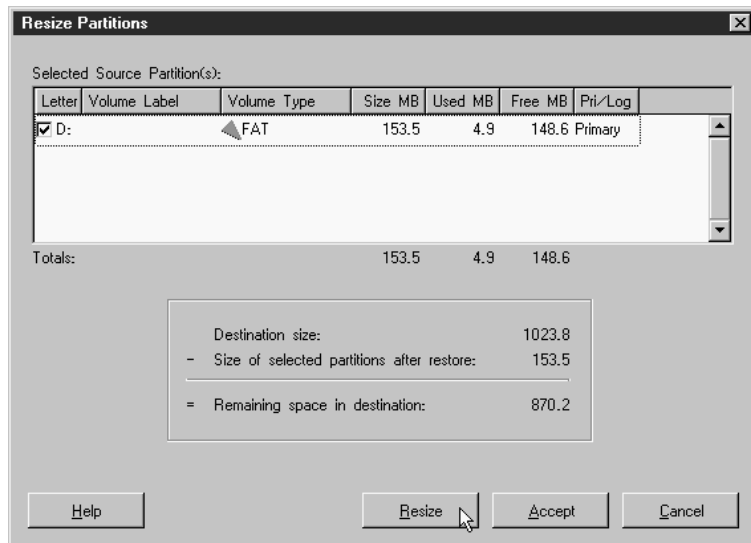 Resize Partitions
Selected Source Partition(s):
Letter Volume Label Volume Type Size MB Used MB Free MB Pri/Log
D: FAT 153.5 4.9 148.6 Primary
Totals: 153.5 4.9 148.6
Destination size: 1023.8
- Size of selected partitions after restore: 153.5
= Remaining space in destination: 870.2
Help Resize Accept Cancel